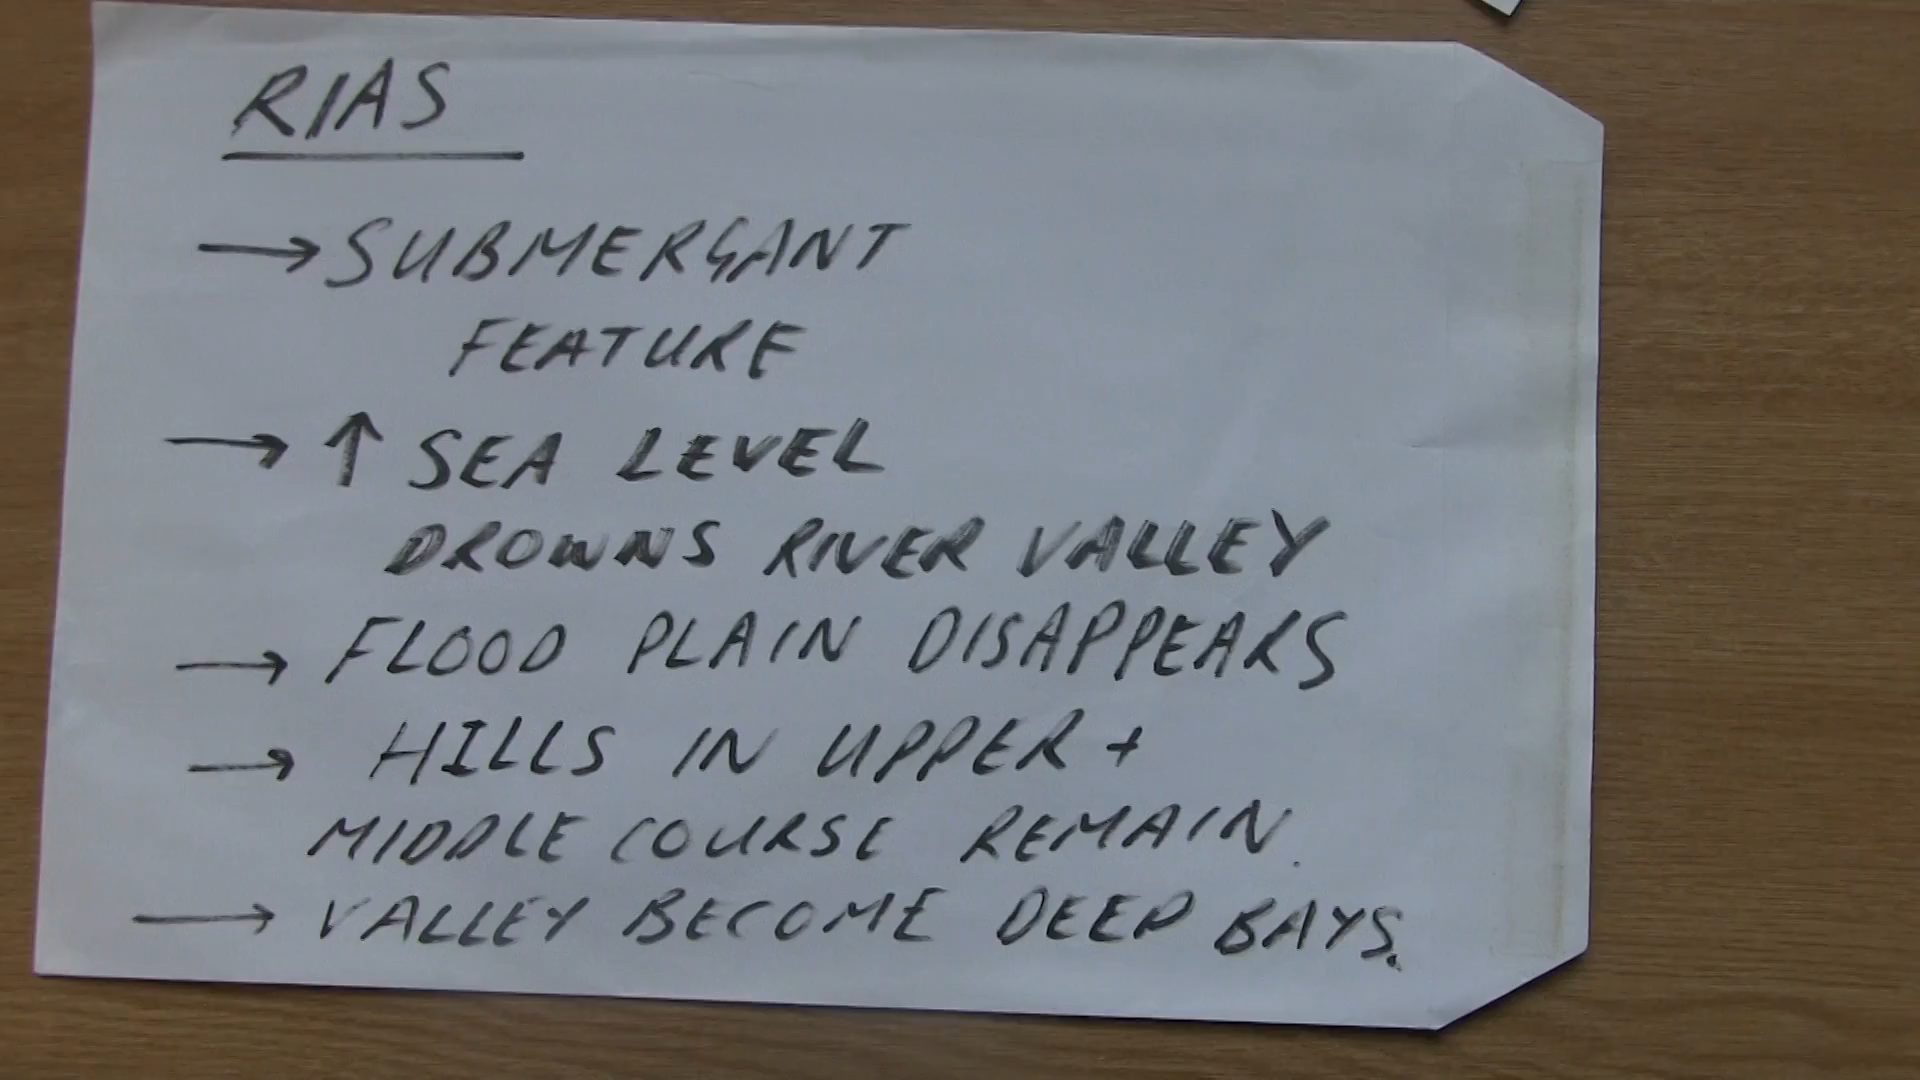 RIAS
→ SUBMERGANT
FEATURE
→ ↑ SEA LEVEL
DROWNS RIVER VALLEY
→ FLOOD PLAIN DISAPPEARS
→ HILLS IN UPPER +
MIDDLE COURSE REMAIN.
→ VALLEY BECOME DEEP BAYS.